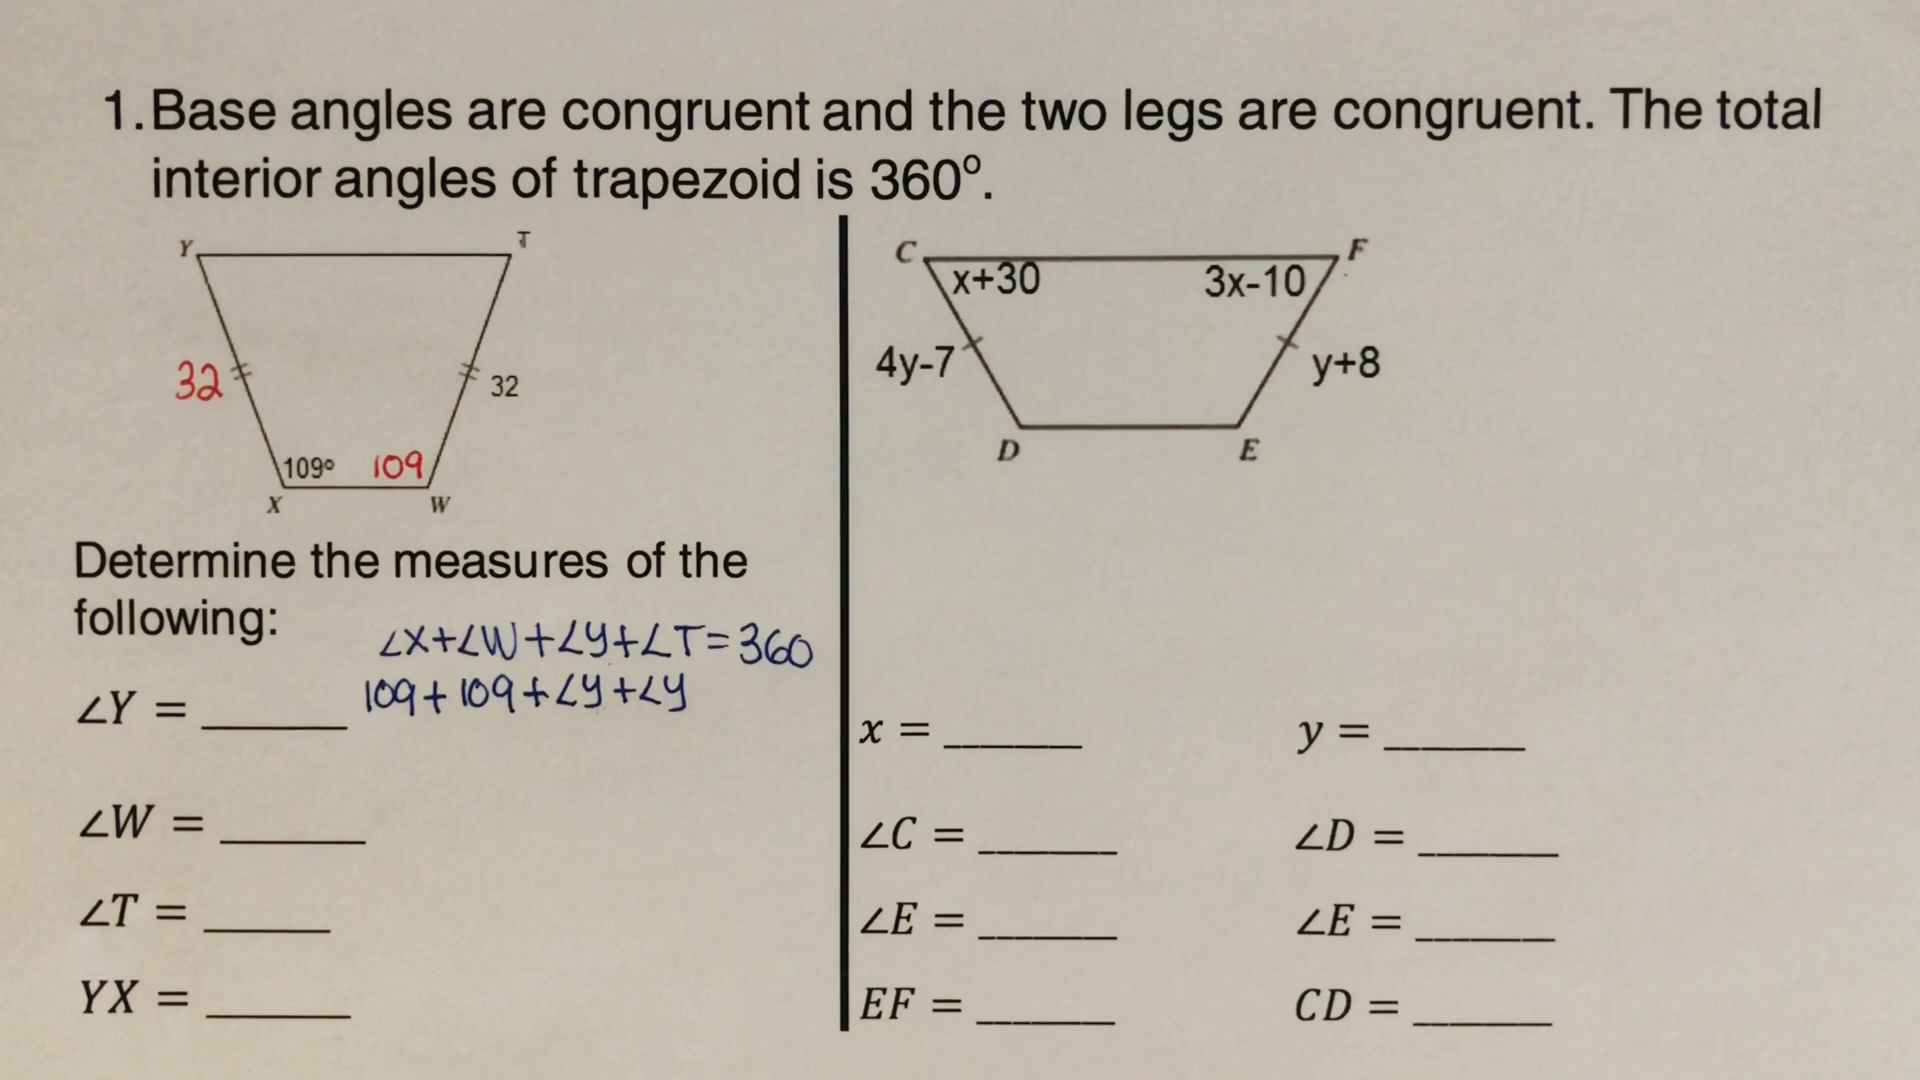 1. Base angles are congruent and the two legs are congruent. The total
interior angles of trapezoid is 360º.
Y
T
32
32
109º
109
X
W
Determine the measures of the
following:
∠X+∠W+∠Y+∠T=360
109+109+∠Y+∠Y
∠Y = ______
∠W = ______
∠T = ______
YX = ______
C
F
x+30
3x-10
4y-7
y+8
D
E
x = ______
y = ______
∠C = ______
∠D = ______
∠E = ______
∠E = ______
EF = ______
CD = ______